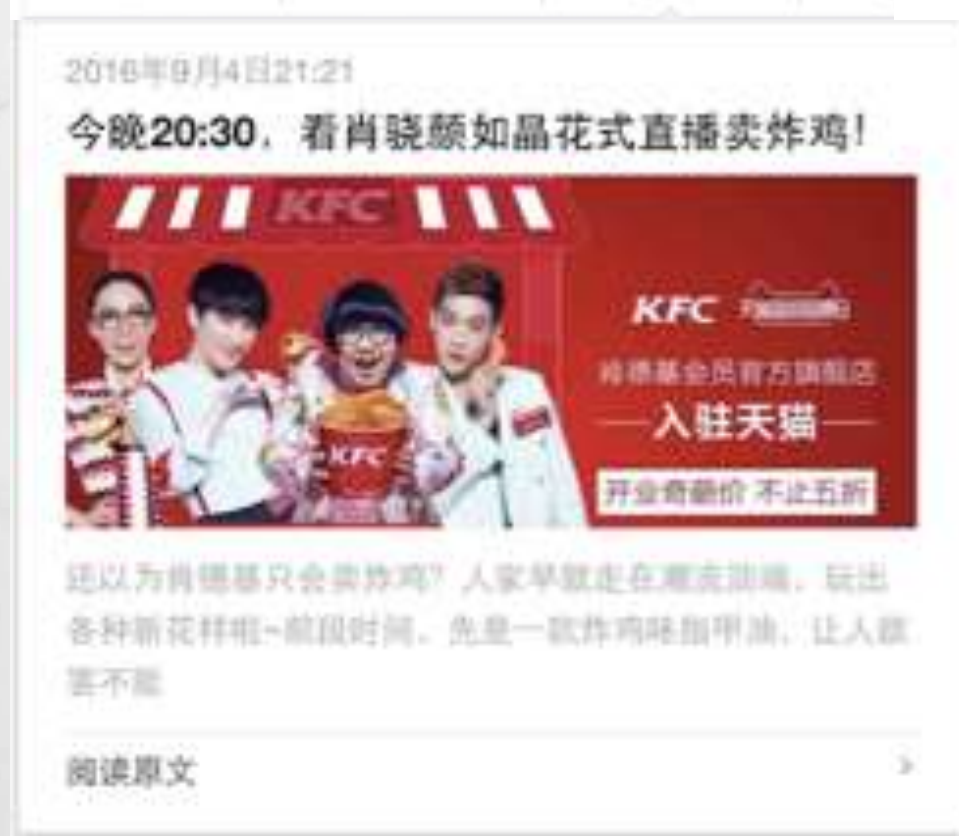 2016年9月4日21:21
今晚20:30，看肖骁颜如晶花式直播卖炸鸡！
KFC
KFC
肯德基会员官方旗舰店
入驻天猫
KFC
开业奇葩价 不止五折
还以为肯德基只会卖炸鸡？人家早就走在潮流顶端，玩出
各种新花样啦~前段时间，先是一款炸鸡味指甲油，让人欲
罢不能
阅读原文